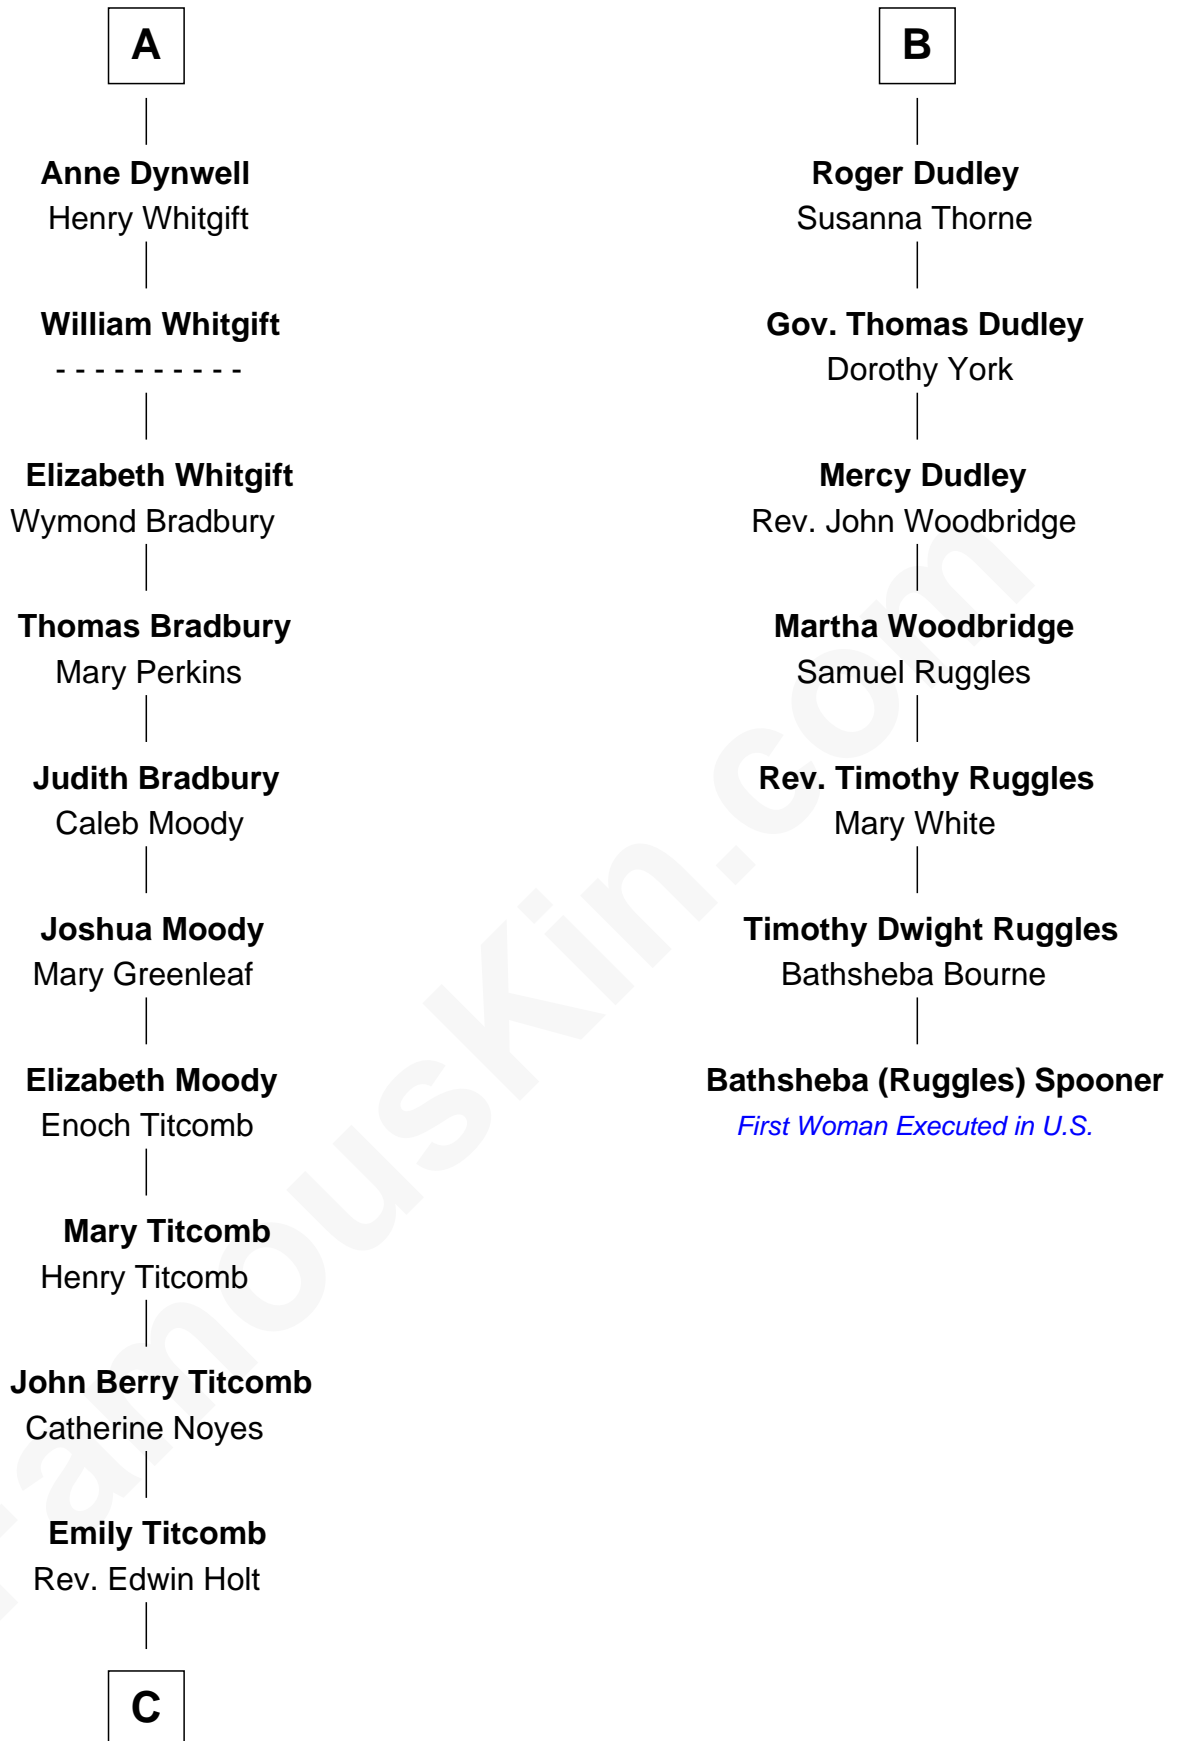 A
Anne Dynwell
Henry Whitgift
William Whitgift
- - - - - - - - - -
Elizabeth Whitgift
Wymond Bradbury
Thomas Bradbury
Mary Perkins
Judith Bradbury
Caleb Moody
Joshua Moody
Mary Greenleaf
Elizabeth Moody
Enoch Titcomb
Mary Titcomb
Henry Titcomb
John Berry Titcomb
Catherine Noyes
Emily Titcomb
Rev. Edwin Holt
C
B
Roger Dudley
Susanna Thorne
Gov. Thomas Dudley
Dorothy York
Mercy Dudley
Rev. John Woodbridge
Martha Woodbridge
Samuel Ruggles
Rev. Timothy Ruggles
Mary White
Timothy Dwight Ruggles
Bathsheba Bourne
Bathsheba (Ruggles) Spooner
First Woman Executed in U.S.
FamousKin.com